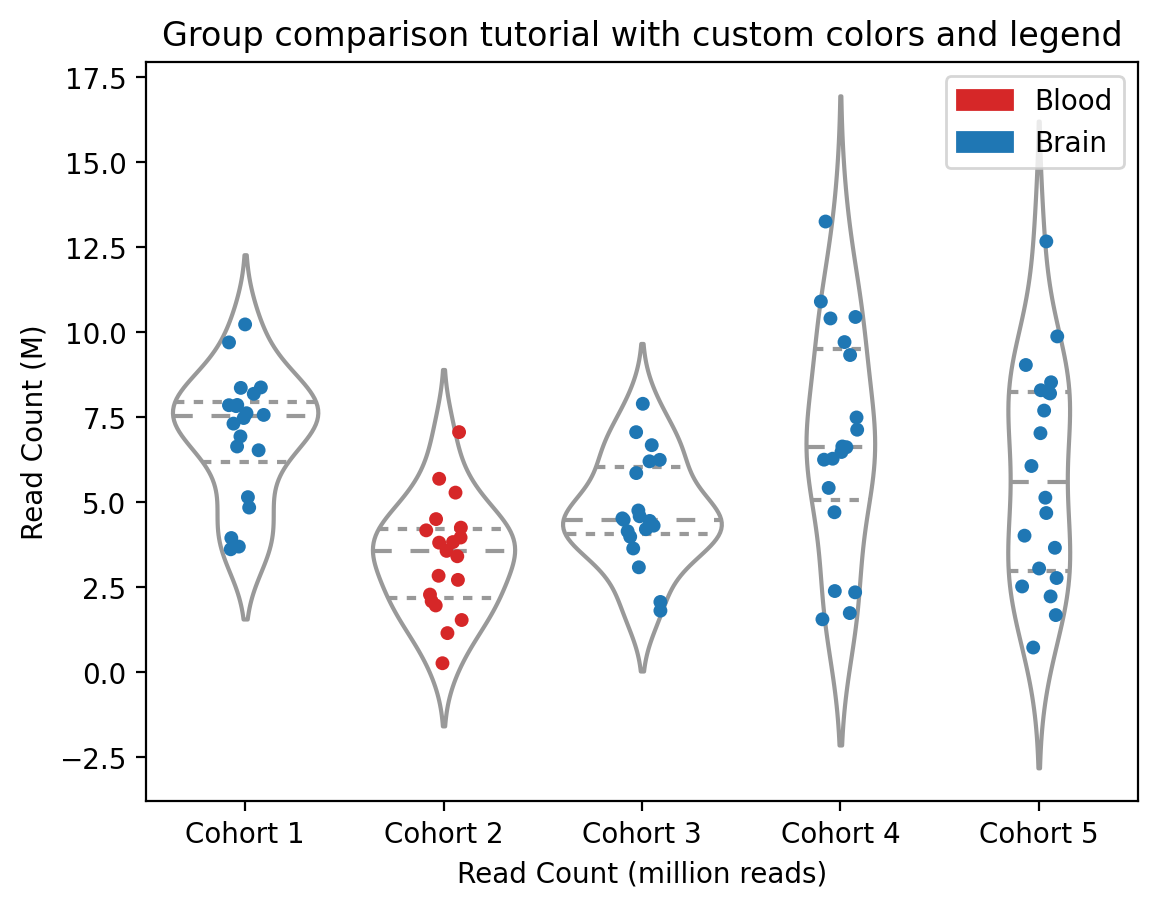 Group comparison tutorial with custom colors and legend
17.5
15.0
12.5
10.0
7.5
5.0
2.5
0.0
−2.5
Read Count (M)
Blood
Brain
Cohort 1
Cohort 2
Cohort 3
Cohort 4
Cohort 5
Read Count (million reads)